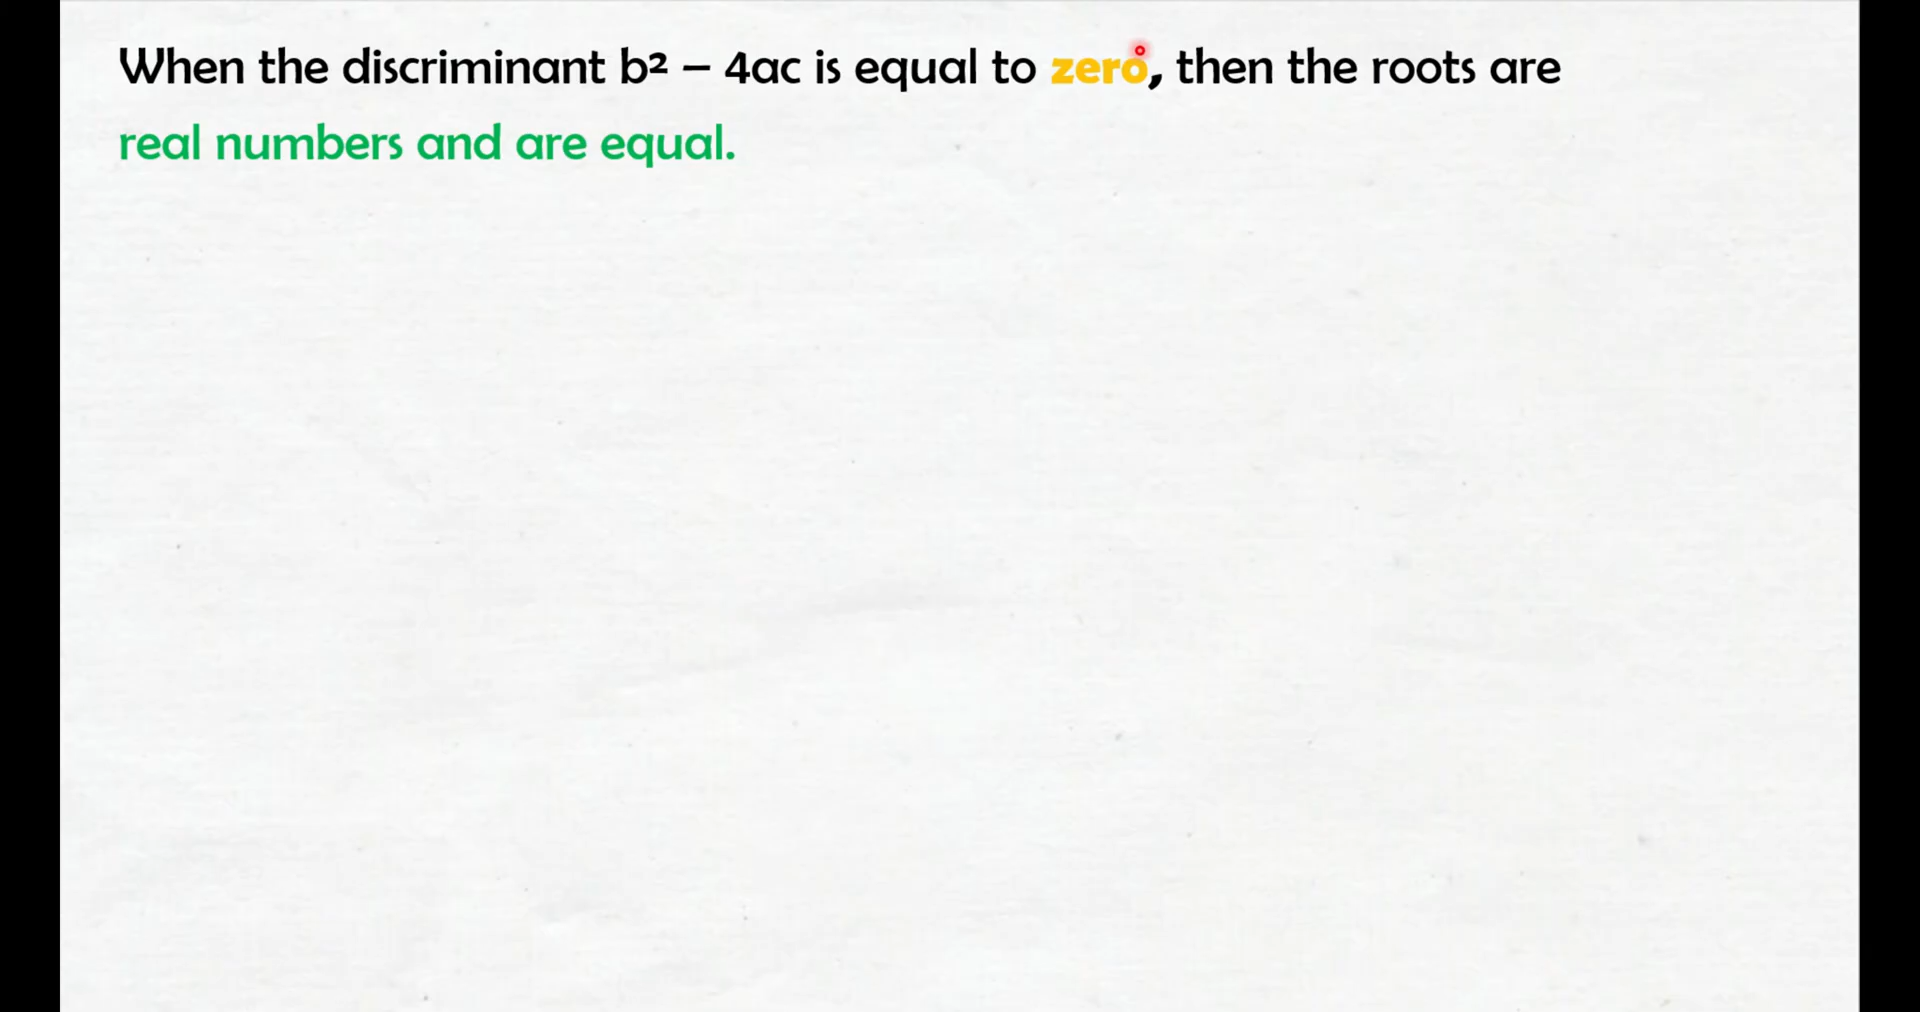 When the discriminant b² – 4ac is equal to zero, then the roots are
real numbers and are equal.